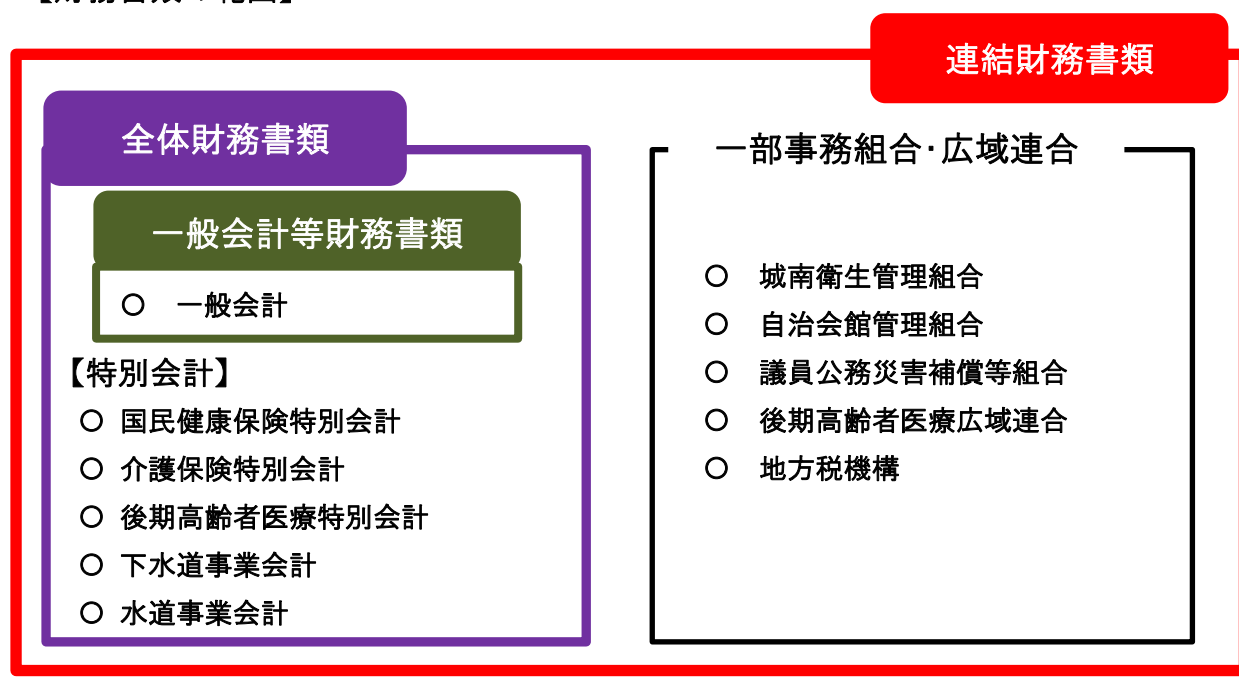 連結財務書類
全体財務書類
一般会計等財務書類
○ 一般会計
【特別会計】
○ 国民健康保険特別会計
○ 介護保険特別会計
○ 後期高齢者医療特別会計
○ 下水道事業会計
○ 水道事業会計
一部事務組合・広域連合
○ 城南衛生管理組合
○ 自治会館管理組合
○ 議員公務災害補償等組合
○ 後期高齢者医療広域連合
○ 地方税機構